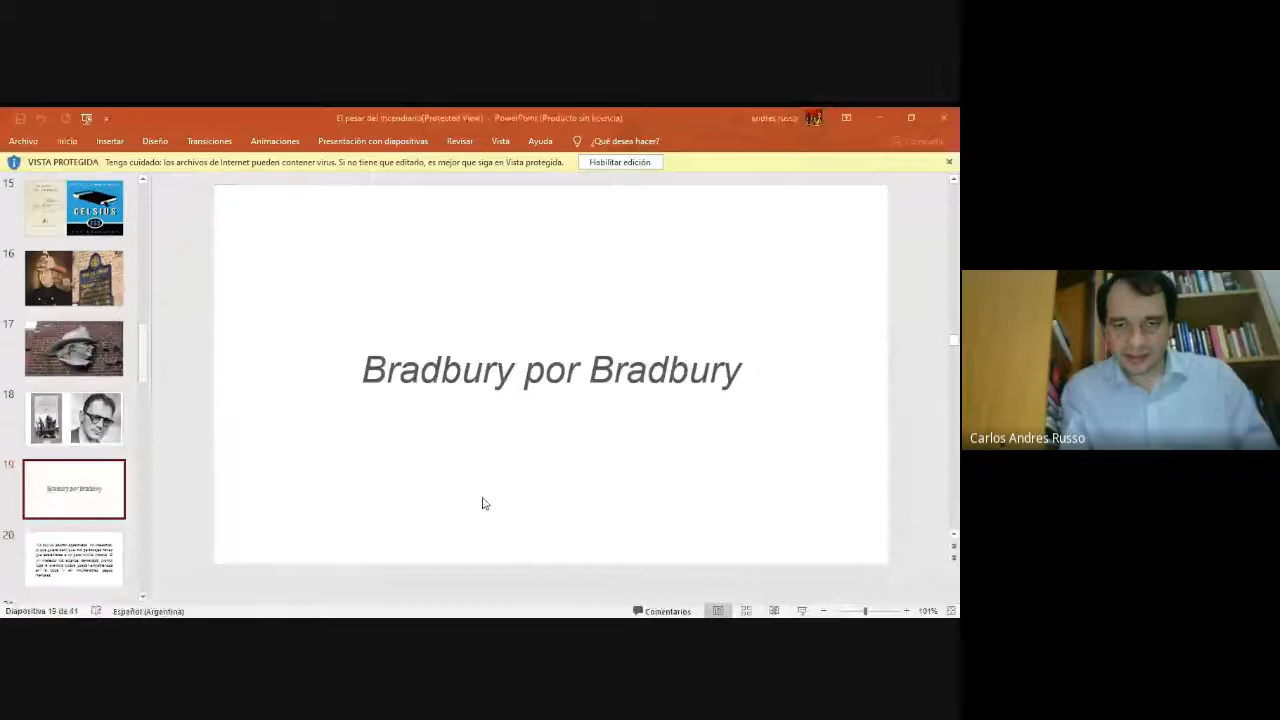 El pesar del incendiario[Protected View] - PowerPoint (Producto sin licencia)
andres russo
Archivo Inicio Insertar Diseño Transiciones Animaciones Presentación con diapositivas Revisar Vista Ayuda ¿Qué desea hacer?
VISTA PROTEGIDA Tenga cuidado: los archivos de Internet pueden contener virus. Si no tiene que editarlo, es mejor que siga en Vista protegida. Habilitar edición
15
CELSIUS
16
17
18
19
Bradbury por Bradbury
20
Bradbury por Bradbury
Diapositiva 19 de 41 Español (Argentina) Comentarios 101%
Carlos Andres Russo